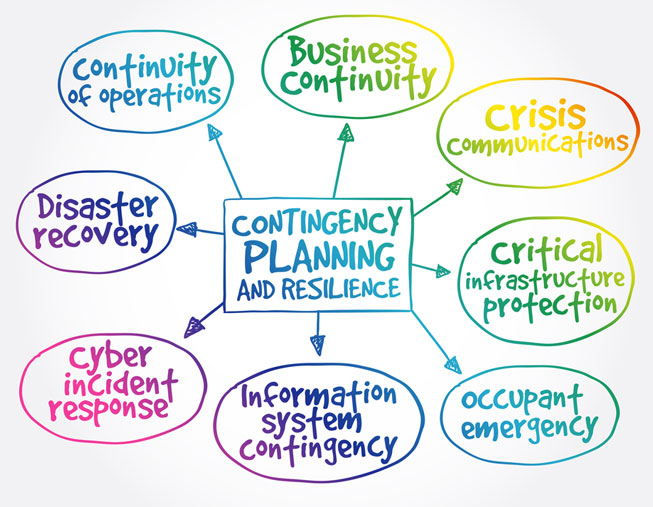 Continuity
of operations
Business
Continuity
Crisis
communications
Disaster
recovery
CONTINGENCY
PLANNING
AND RESILIENCE
Critical
infrastructure
protection
Cyber
incident
response
Information
system
contingency
Occupant
emergency